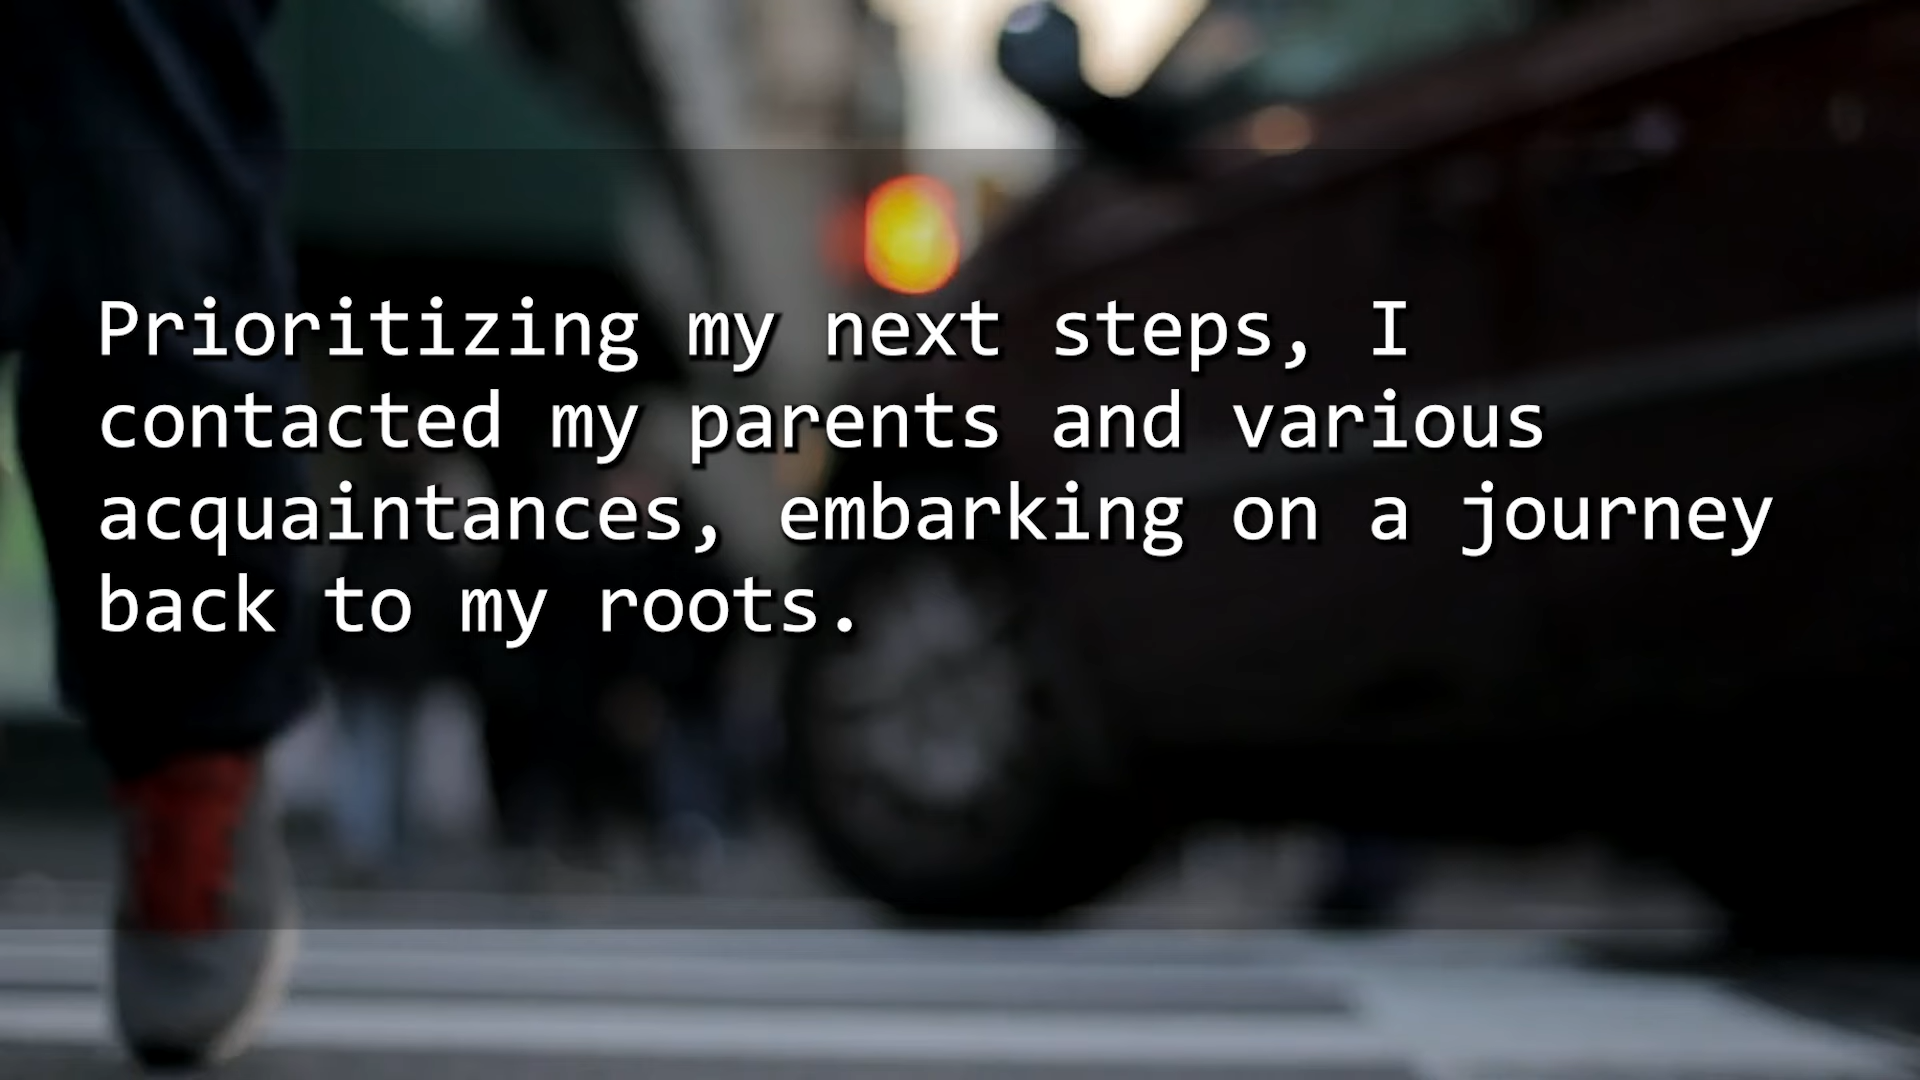 Prioritizing my next steps, I
contacted my parents and various
acquaintances, embarking on a journey
back to my roots.